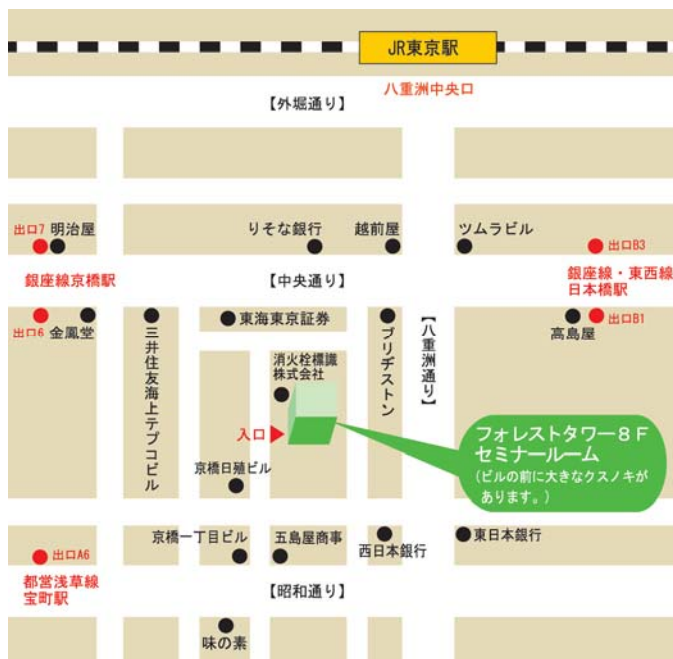 JR東京駅
八重洲中央口
【外堀通り】
出口7
明治屋
りそな銀行
越前屋
ツムラビル
出口B3
銀座線京橋駅
【中央通り】
銀座線・東西線
日本橋駅
出口6
金鳳堂
三井住友海上テプコビル
東海東京証券
ブリヂストン
【八重洲通り】
高島屋
出口B1
消火栓標識
株式会社
入口
フォレストタワー8F
セミナールーム
(ビルの前に大きなクスノキが
あります。)
京橋日殖ビル
京橋一丁目ビル
五島屋商事
西日本銀行
東日本銀行
出口A6
都営浅草線
宝町駅
【昭和通り】
味の素